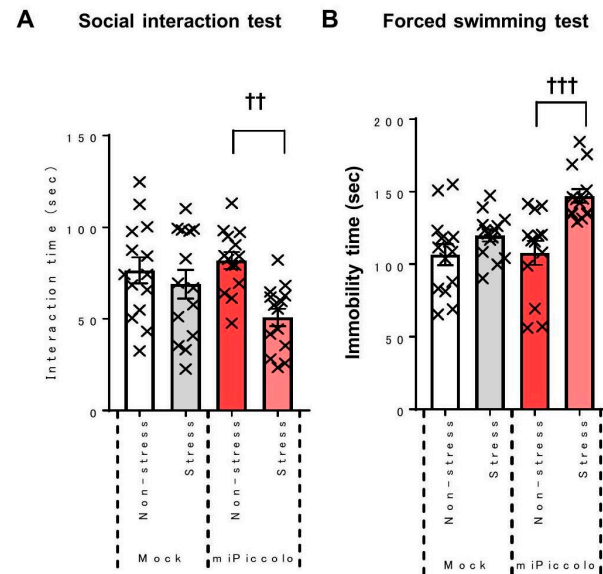 A Social interaction test
††
Interaction time (sec)
150
100
50
0
Non-stress
Stress
Non-stress
Stress
Mock
miPiccolo
B Forced swimming test
†††
Immobility time (sec)
200
150
100
50
0
Non-stress
Stress
Non-stress
Stress
Mock
miPiccolo